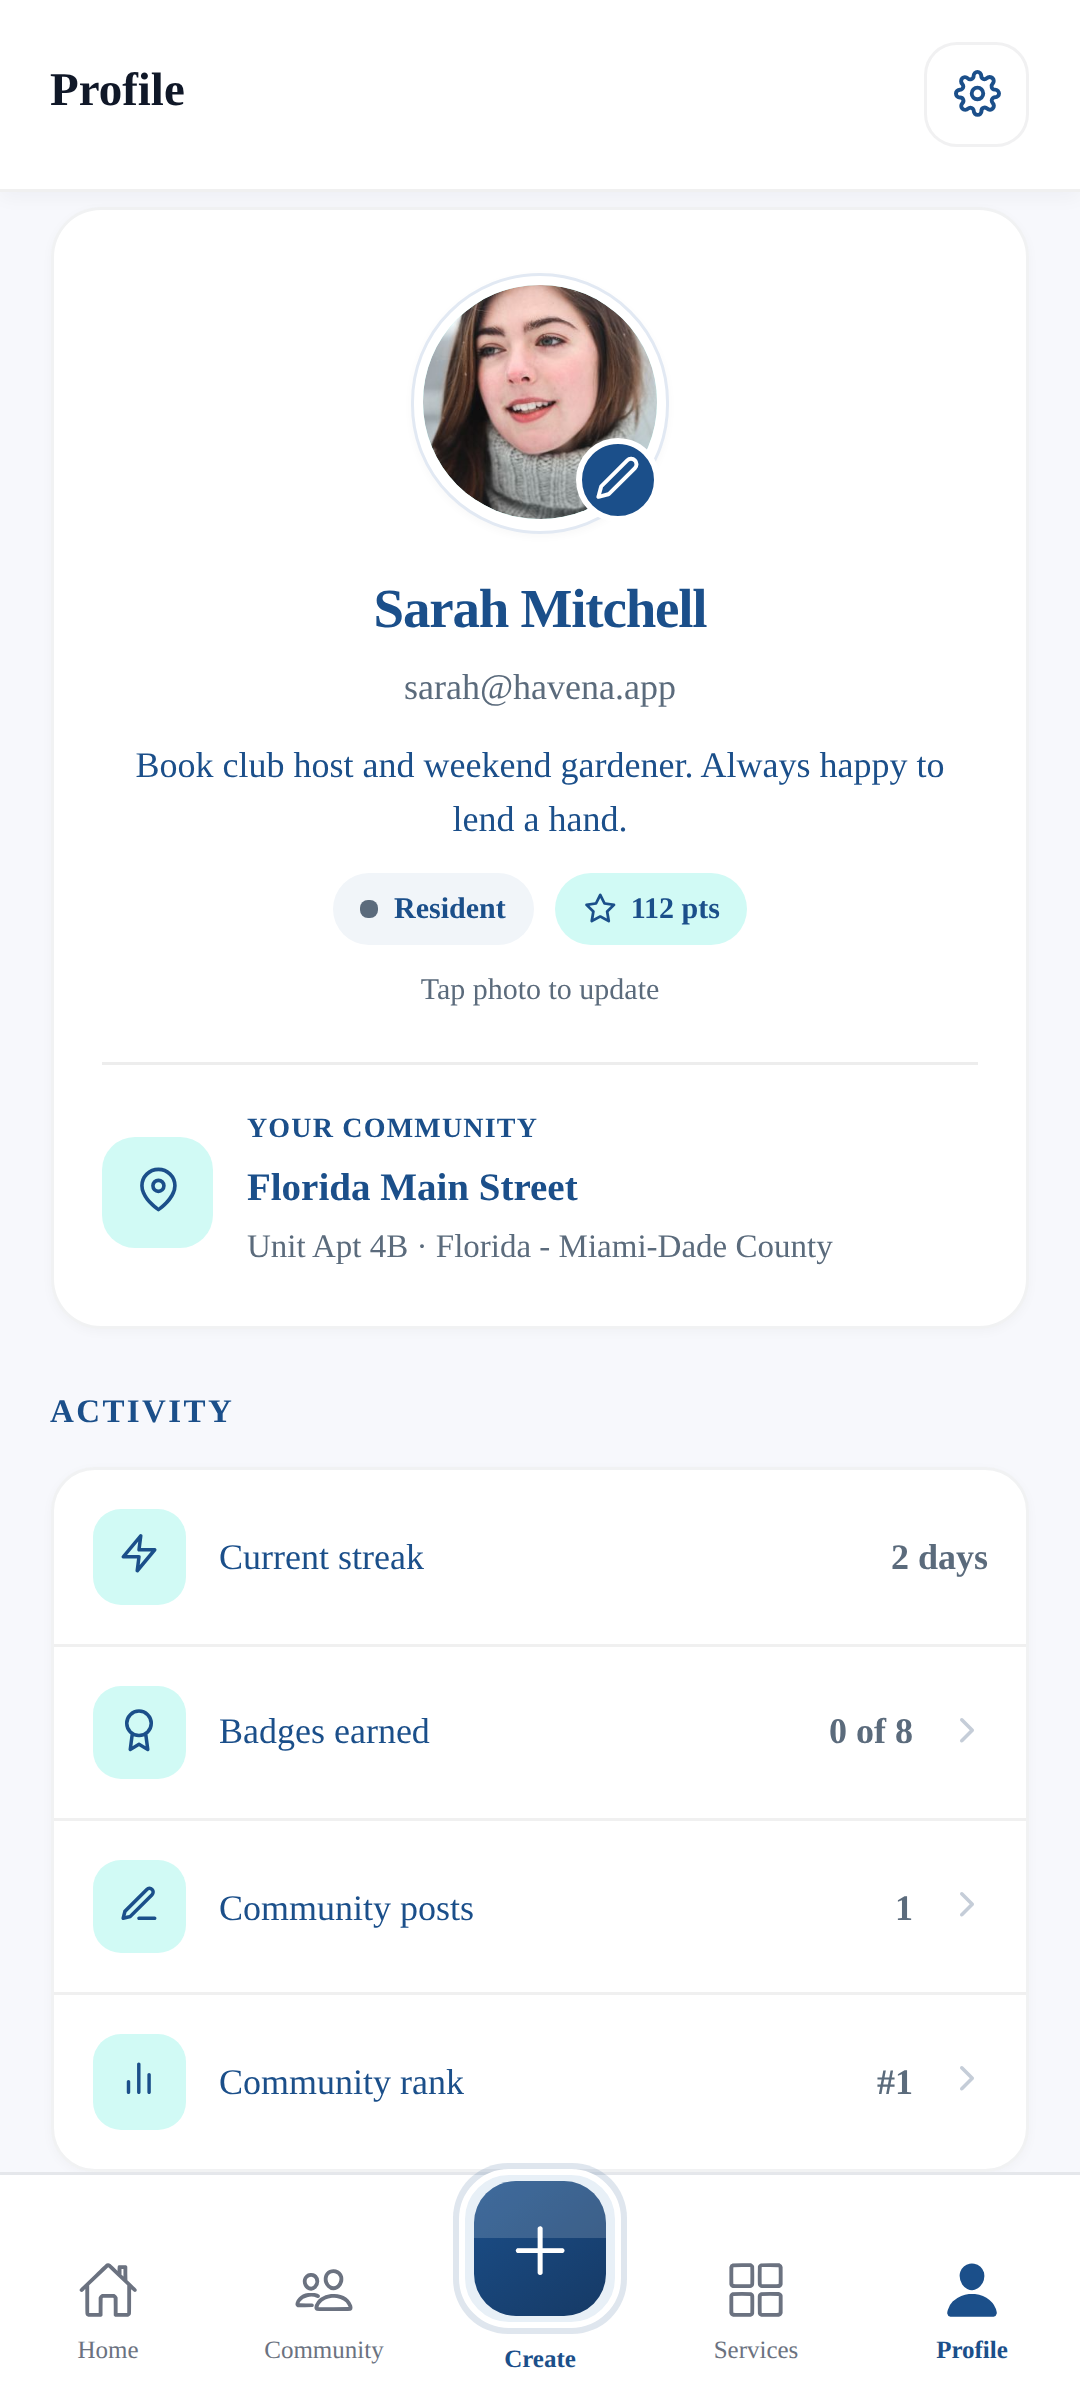 Profile
Sarah Mitchell
sarah@havena.app
Book club host and weekend gardener. Always happy to
lend a hand.
Resident
112 pts
Tap photo to update
YOUR COMMUNITY
Florida Main Street
Unit Apt 4B · Florida - Miami-Dade County
ACTIVITY
Current streak
2 days
Badges earned
0 of 8
Community posts
1
Community rank
#1
Home
Community
Create
Services
Profile